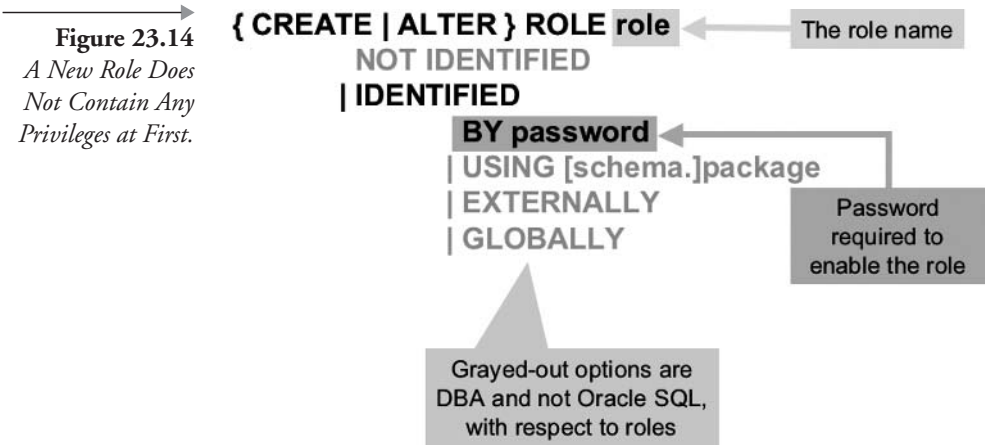 Figure 23.14
A New Role Does
Not Contain Any
Privileges at First.
{ CREATE | ALTER } ROLE role
The role name
NOT IDENTIFIED
| IDENTIFIED
BY password
| USING [schema.]package
| EXTERNALLY
| GLOBALLY
Password
required to
enable the role
Grayed-out options are
DBA and not Oracle SQL,
with respect to roles